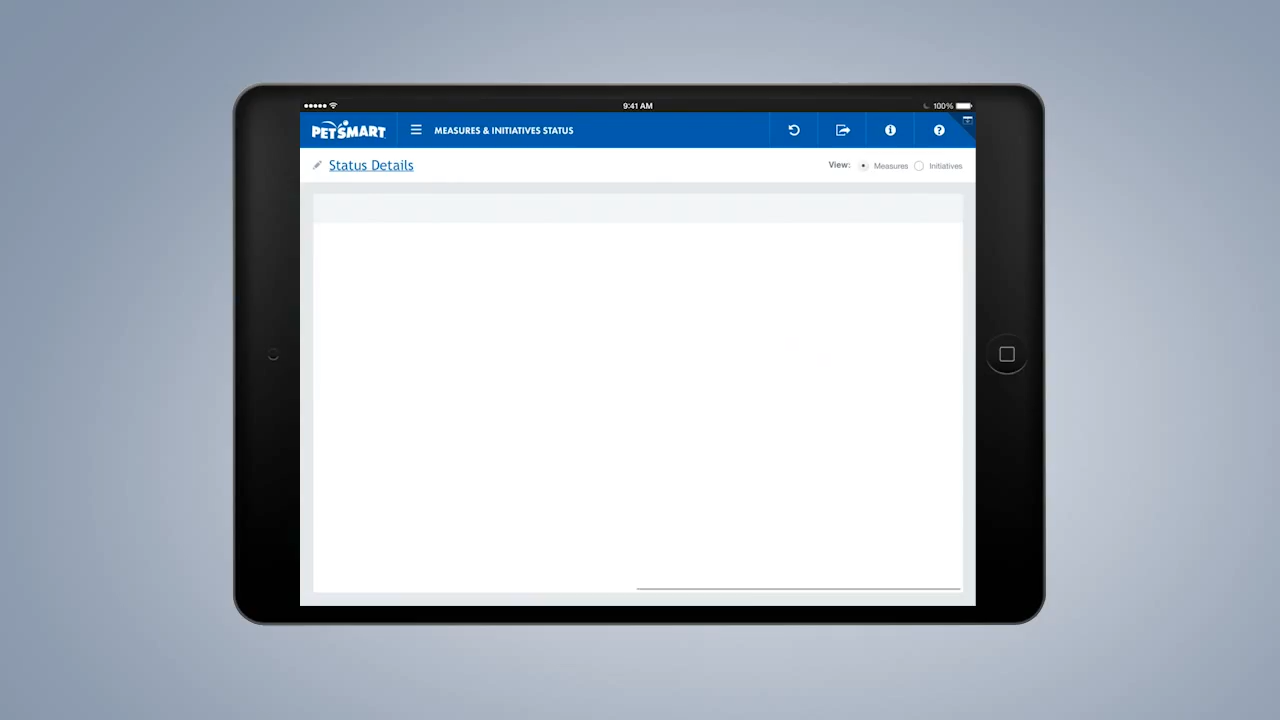 9:41 AM
100%
PETSMART
MEASURES & INITIATIVES STATUS
Status Details
View: Measures Initiatives